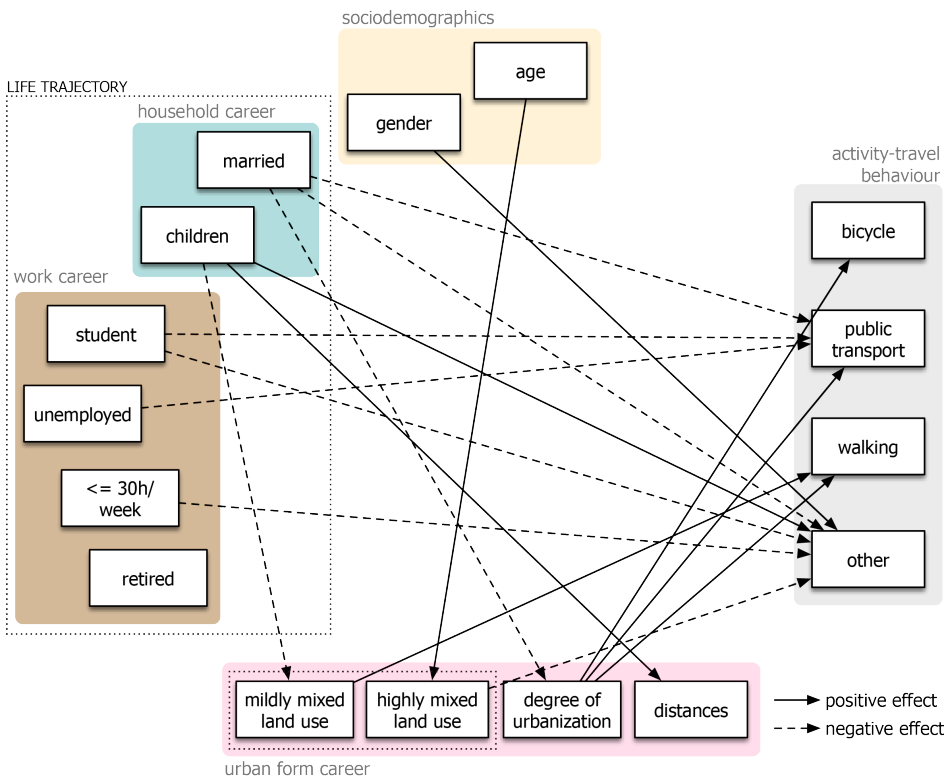 sociodemographics
age
gender
LIFE TRAJECTORY
household career
married
children
work career
student
unemployed
<= 30h/
week
retired
activity-travel
behaviour
bicycle
public
transport
walking
other
mildly mixed
land use
highly mixed
land use
degree of
urbanization
distances
urban form career
positive effect
negative effect